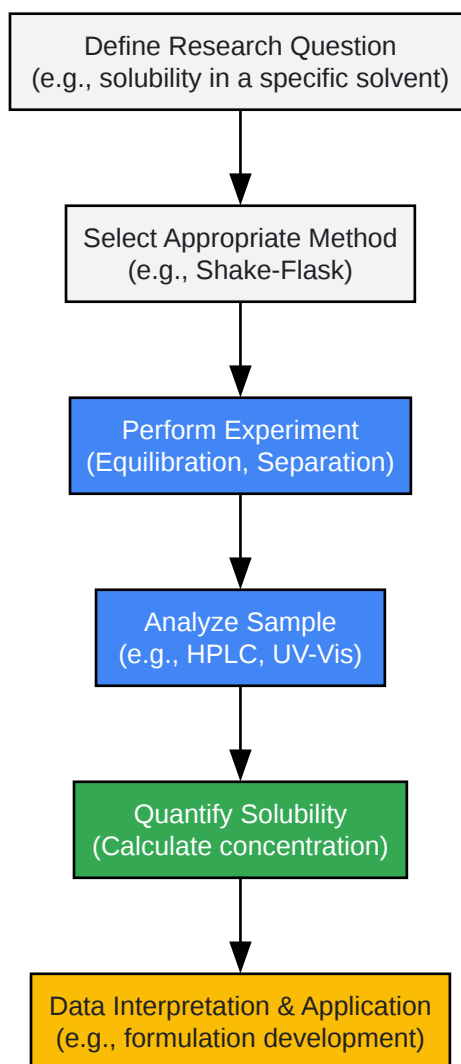 Define Research Question
(e.g., solubility in a specific solvent)
Select Appropriate Method
(e.g., Shake-Flask)
Perform Experiment
(Equilibration, Separation)
Analyze Sample
(e.g., HPLC, UV-Vis)
Quantify Solubility
(Calculate concentration)
Data Interpretation & Application
(e.g., formulation development)